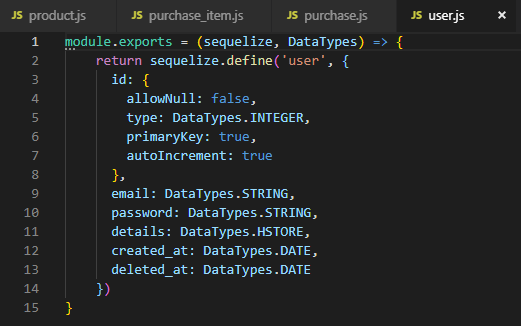 JS product.js JS purchase_item.js JS purchase.js JS user.js ×
1 module.exports = (sequelize, DataTypes) => {
2     return sequelize.define('user', {
3       id: {
4         allowNull: false,
5         type: DataTypes.INTEGER,
6         primaryKey: true,
7         autoIncrement: true
8       },
9       email: DataTypes.STRING,
10       password: DataTypes.STRING,
11       details: DataTypes.HSTORE,
12       created_at: DataTypes.DATE,
13       deleted_at: DataTypes.DATE
14     })
15 }